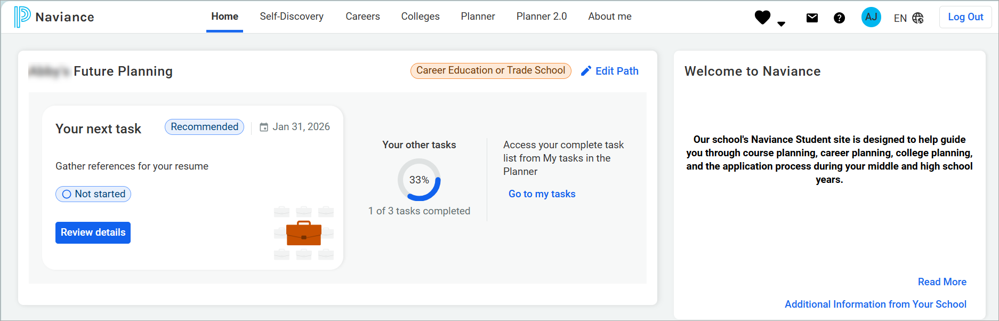 Naviance
Home Self-Discovery Careers Colleges Planner Planner 2.0 About me
AJ EN Log Out
Future Planning
Career Education or Trade School
Edit Path
Your next task
Recommended
Jan 31, 2026
Gather references for your resume
Not started
Review details
Your other tasks
33%
1 of 3 tasks completed
Access your complete task
list from My tasks in the
Planner
Go to my tasks
Welcome to Naviance
Our school's Naviance Student site is designed to help guide
you through course planning, career planning, college planning,
and the application process during your middle and high school
years.
Read More
Additional Information from Your School